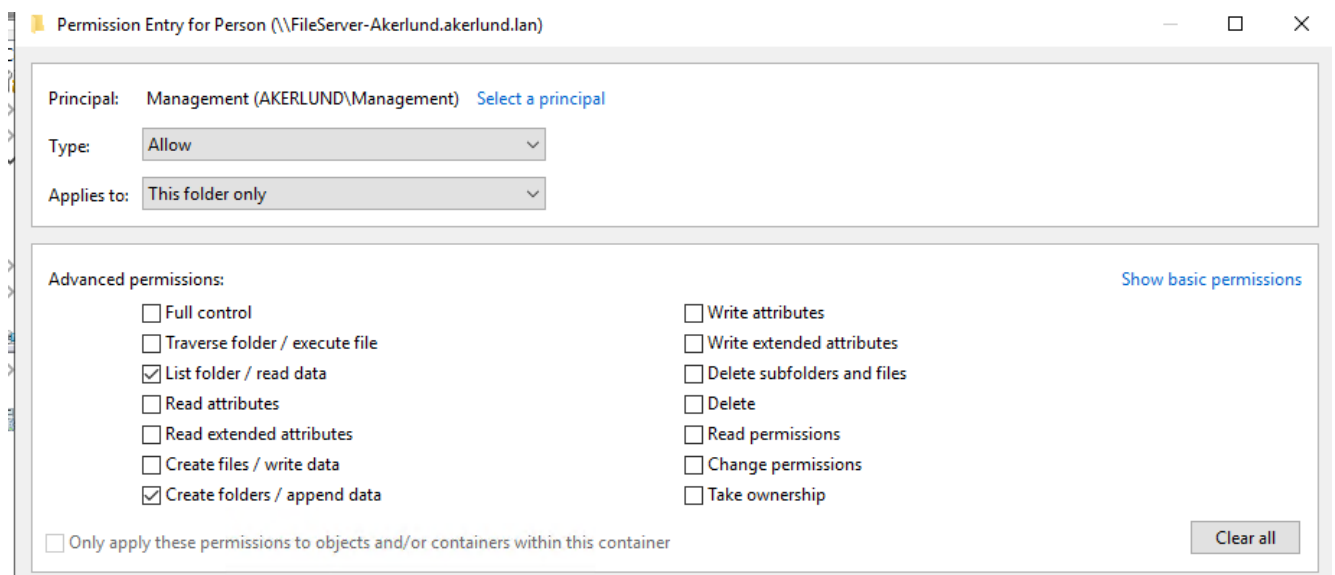 Permission Entry for Person (\\FileServer-Akerlund.akerlund.lan)
Principal: Management (AKERLUND\Management) Select a principal
Type: Allow
Applies to: This folder only
Advanced permissions: Show basic permissions
Full control Write attributes
Traverse folder / execute file Write extended attributes
List folder / read data Delete subfolders and files
Read attributes Delete
Read extended attributes Read permissions
Create files / write data Change permissions
Create folders / append data Take ownership
Only apply these permissions to objects and/or containers within this container Clear all